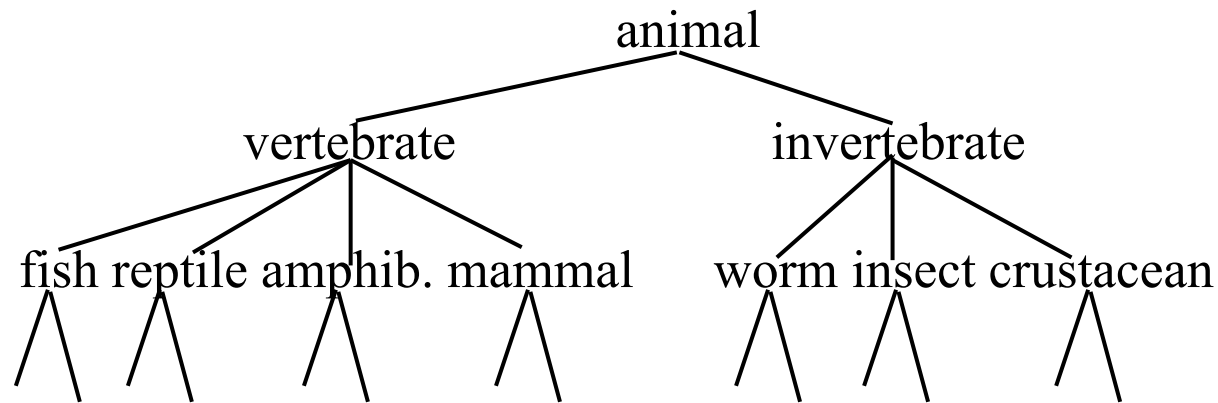 animal
vertebrate invertebrate
fish reptile amphib. mammal worm insect crustacean